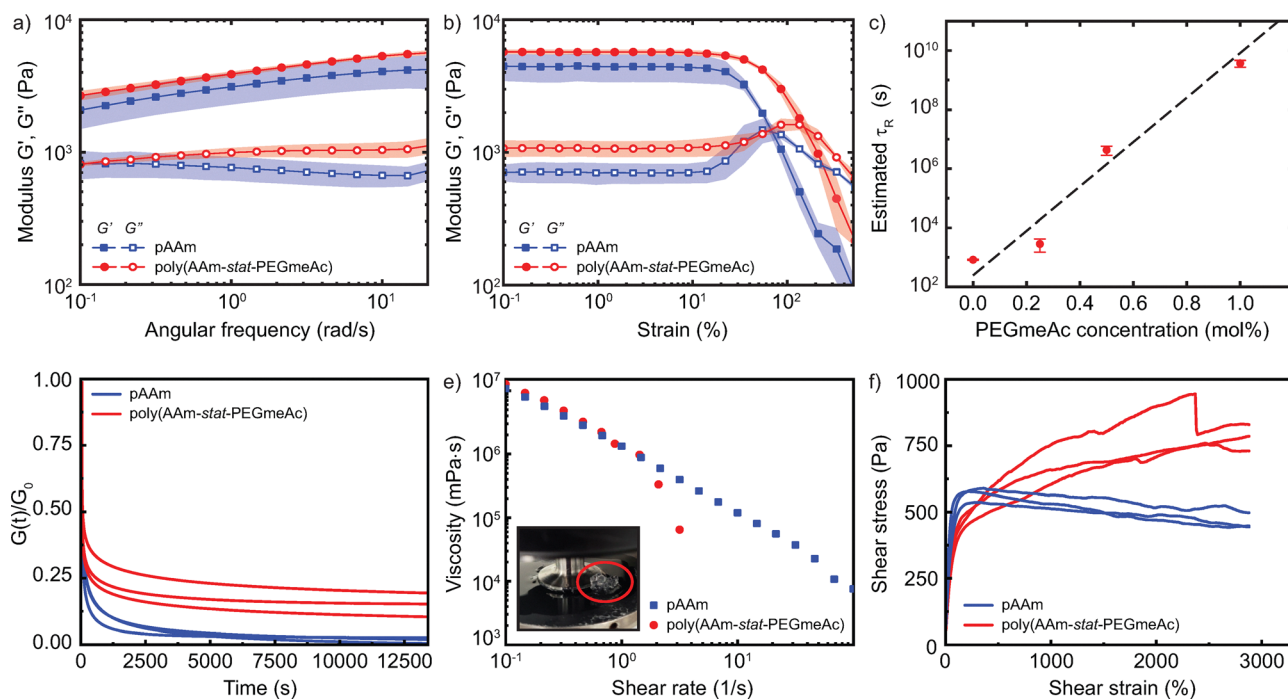 a)
Modulus G', G'' (Pa)
10⁴
10³
10²
G' G''
pAAm
poly(AAm-stat-PEGmeAc)
10⁻¹ 10⁰ 10¹
Angular frequency (rad/s)
b)
Modulus G', G'' (Pa)
10⁴
10³
10²
G' G''
pAAm
poly(AAm-stat-PEGmeAc)
10⁻¹ 10⁰ 10¹ 10²
Strain (%)
c)
Estimated τR (s)
10¹⁰
10⁸
10⁶
10⁴
10²
0.0 0.2 0.4 0.6 0.8 1.0
PEGmeAc concentration (mol%)
G(t)/G₀
1.00
0.75
0.50
0.25
0.00
pAAm
poly(AAm-stat-PEGmeAc)
0 2500 5000 7500 10000 12500
Time (s)
e)
Viscosity (mPa·s)
10⁷
10⁶
10⁵
10⁴
10³
pAAm
poly(AAm-stat-PEGmeAc)
10⁻¹ 10⁰ 10¹
Shear rate (1/s)
f)
Shear stress (Pa)
1000
750
500
250
0
pAAm
poly(AAm-stat-PEGmeAc)
0 1000 2000 3000
Shear strain (%)